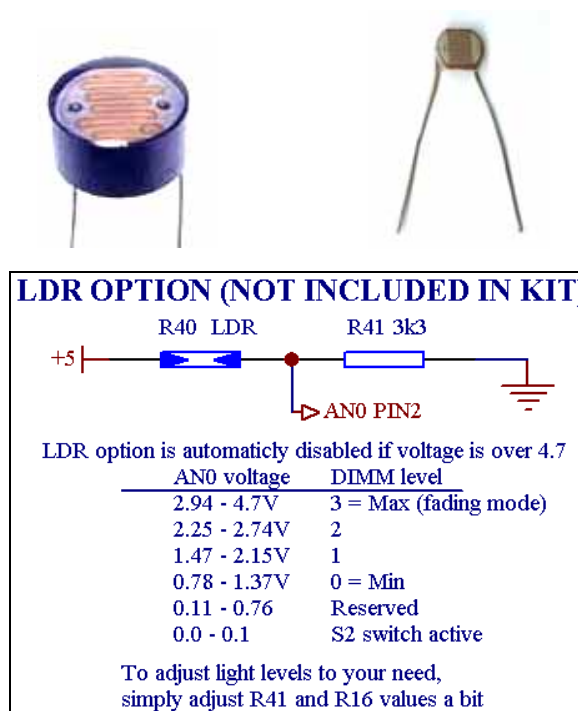 LDR OPTION (NOT INCLUDED IN KIT)
R40 LDR R41 3k3
+5
AN0 PIN2
LDR option is automaticly disabled if voltage is over 4.7
AN0 voltage DIMM level
2.94 - 4.7V 3 = Max (fading mode)
2.25 - 2.74V 2
1.47 - 2.15V 1
0.78 - 1.37V 0 = Min
0.11 - 0.76 Reserved
0.0 - 0.1 S2 switch active
To adjust light levels to your need,
simply adjust R41 and R16 values a bit